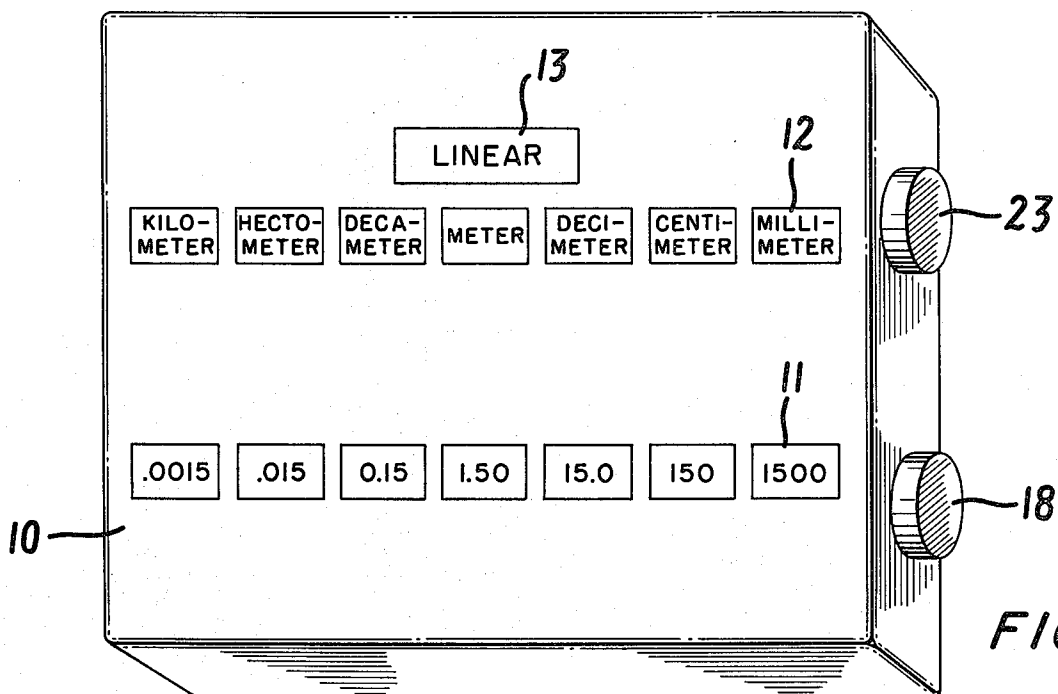 13
LINEAR
12
KILO-METER HECTO-METER DECA-METER METER DECI-METER CENTI-METER MILLI-METER
23
11
.0015 .015 0.15 1.50 15.0 150 1500
10
18